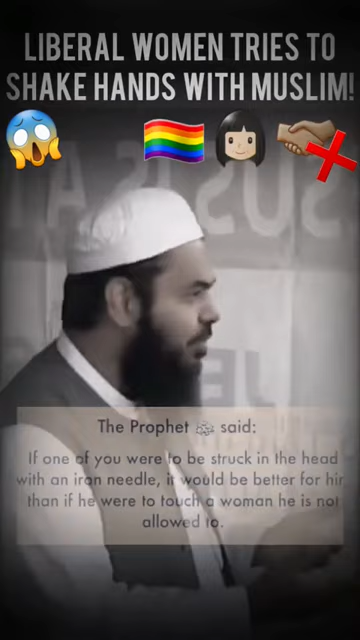 LIBERAL WOMEN TRIES TO
SHAKE HANDS WITH MUSLIM!
The Prophet ﷺ said:
If one of you were to be struck in the head
with an iron needle, it would be better for him
than if he were to touch a woman he is not
allowed to.